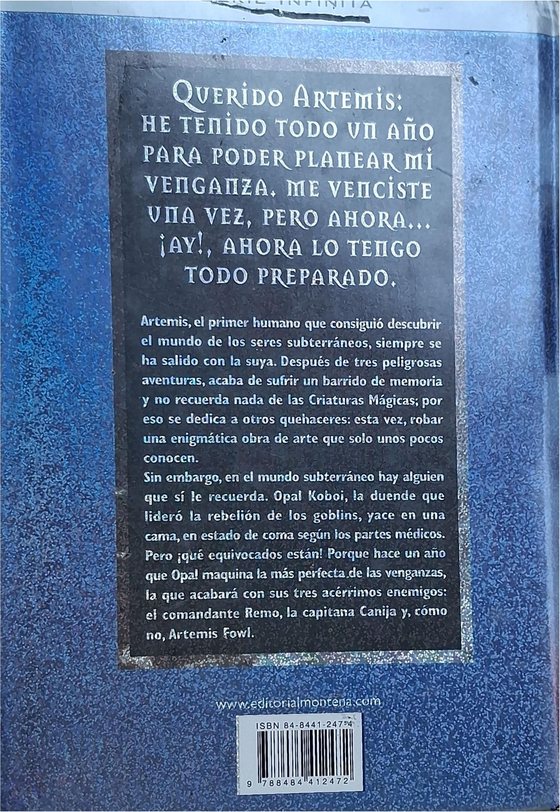 SERIE INFINITA
QUERIDO ARTEMIS:
HE TENIDO TODO UN AÑO
PARA PODER PLANEAR MI
VENGANZA. ME VENCISTE
UNA VEZ, PERO AHORA...
¡AY!, AHORA LO TENGO
TODO PREPARADO.
Artemis, el primer humano que consiguió descubrir
el mundo de los seres subterráneos, siempre se
ha salido con la suya. Después de tres peligrosas
aventuras, acaba de sufrir un barrido de memoria
y no recuerda nada de las Criaturas Mágicas; por
eso se dedica a otros quehaceres: esta vez, robar
una enigmática obra de arte que solo unos pocos
conocen.
Sin embargo, en el mundo subterráneo hay alguien
que sí le recuerda. Opal Koboi, la duende que
lideró la rebelión de los goblins, yace en una
cama, en estado de coma según los partes médicos.
Pero ¡qué equivocados están! Porque hace un año
que Opal maquina la más perfecta de las venganzas,
la que acabará con sus tres acérrimos enemigos:
el comandante Remo, la capitana Canija y, cómo
no, Artemis Fowl.
www.editorialmontena.com
ISBN 84-8441-247-4
9 788484 412472